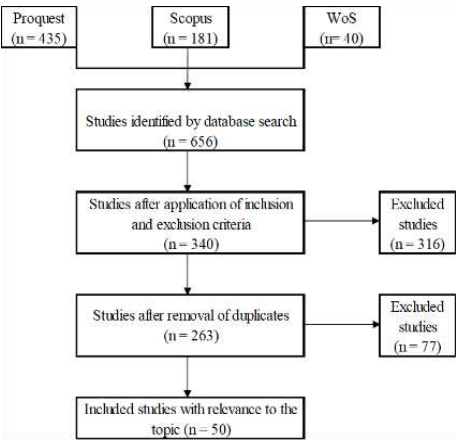 Proquest
(n = 435)
Scopus
(n = 181)
WoS
(n= 40)
Studies identified by database search
(n = 656)
Studies after application of inclusion
and exclusion criteria
(n = 340)
Excluded
studies
(n = 316)
Studies after removal of duplicates
(n = 263)
Excluded
studies
(n = 77)
Included studies with relevance to the
topic (n = 50)